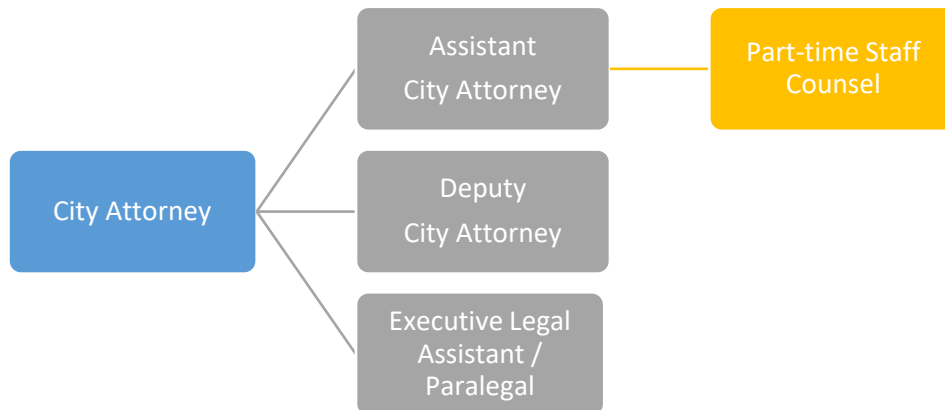 Assistant
City Attorney
Part-time Staff
Counsel
City Attorney
Deputy
City Attorney
Executive Legal
Assistant /
Paralegal